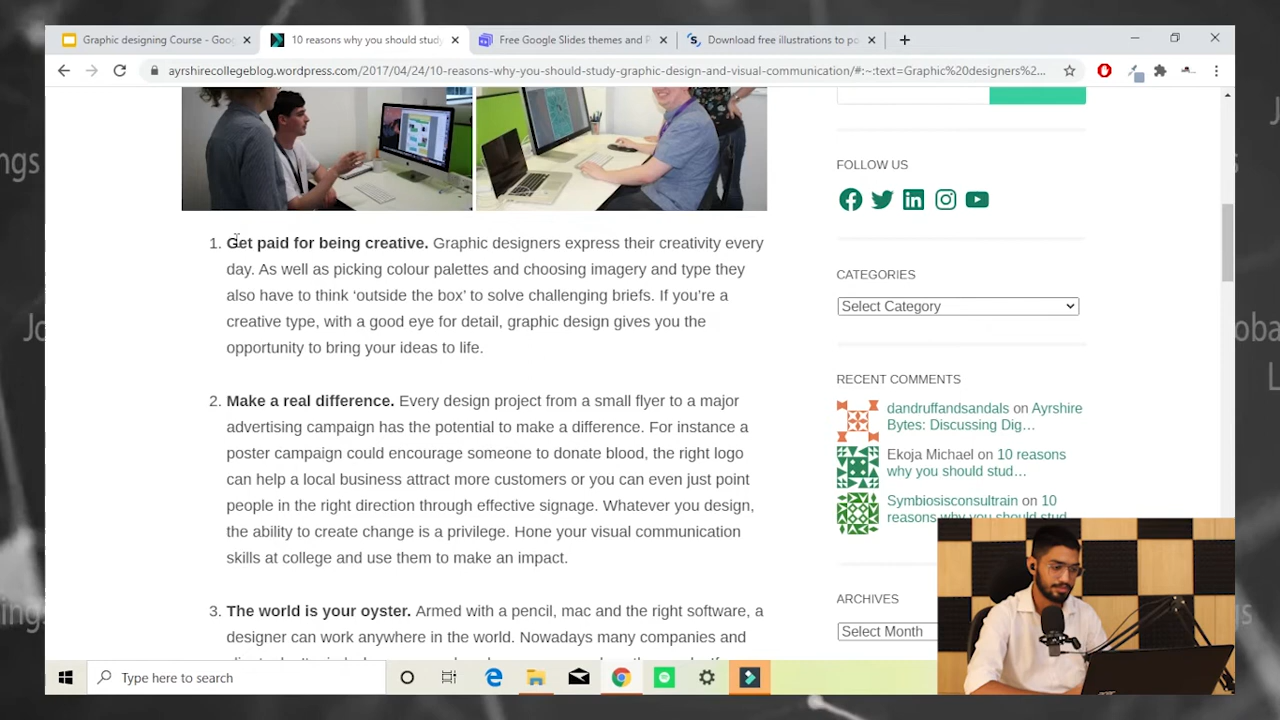 Graphic designing Course - Goo
10 reasons why you should study
Free Google Slides themes and P
Download free illustrations to po
ayrshirecollegeblog.wordpress.com/2017/04/24/10-reasons-why-you-should-study-graphic-design-and-visual-communication/#:~:text=Graphic%20designers%2...
1. Get paid for being creative. Graphic designers express their creativity every
day. As well as picking colour palettes and choosing imagery and type they
also have to think ‘outside the box’ to solve challenging briefs. If you’re a
creative type, with a good eye for detail, graphic design gives you the
opportunity to bring your ideas to life.
2. Make a real difference. Every design project from a small flyer to a major
advertising campaign has the potential to make a difference. For instance a
poster campaign could encourage someone to donate blood, the right logo
can help a local business attract more customers or you can even just point
people in the right direction through effective signage. Whatever you design,
the ability to create change is a privilege. Hone your visual communication
skills at college and use them to make an impact.
3. The world is your oyster. Armed with a pencil, mac and the right software, a
designer can work anywhere in the world. Nowadays many companies and
FOLLOW US
CATEGORIES
Select Category
RECENT COMMENTS
dandruffandsandals on Ayrshire
Bytes: Discussing Dig…
Ekoja Michael on 10 reasons
why you should stud…
Symbiosisconsultrain on 10
reasons why you should stud
ARCHIVES
Select Month
Type here to search